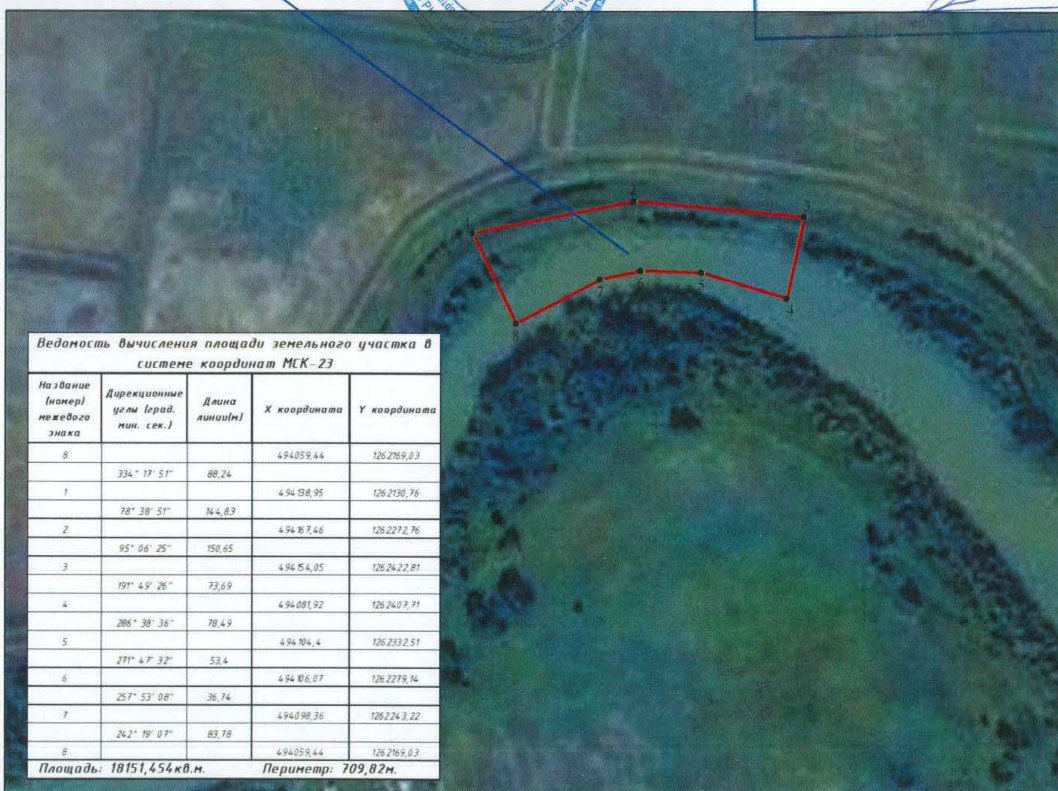 1
2
3
4
5
6
7
8
Ведомость вычисления площади земельного участка в
системе координат МСК-23
Название (номер) межевого знака Дирекционные углы (град. мин. сек.) Длина линии(м) X координата Y координата
8 494059,44 1262169,03
334° 17' 51" 88,24
1 494138,95 1262130,76
78° 38' 51" 144,83
2 494167,46 1262272,76
95° 06' 25" 150,65
3 494154,05 1262422,81
191° 49' 26" 73,69
4 494081,92 1262407,71
286° 38' 36" 78,49
5 494104,4 1262332,51
271° 47' 32" 53,4
6 494106,07 1262279,14
257° 53' 08" 36,74
7 494098,36 1262243,22
242° 19' 07" 83,78
8 494059,44 1262169,03
Площадь: 18151,454кв.м. Периметр: 709,82м.